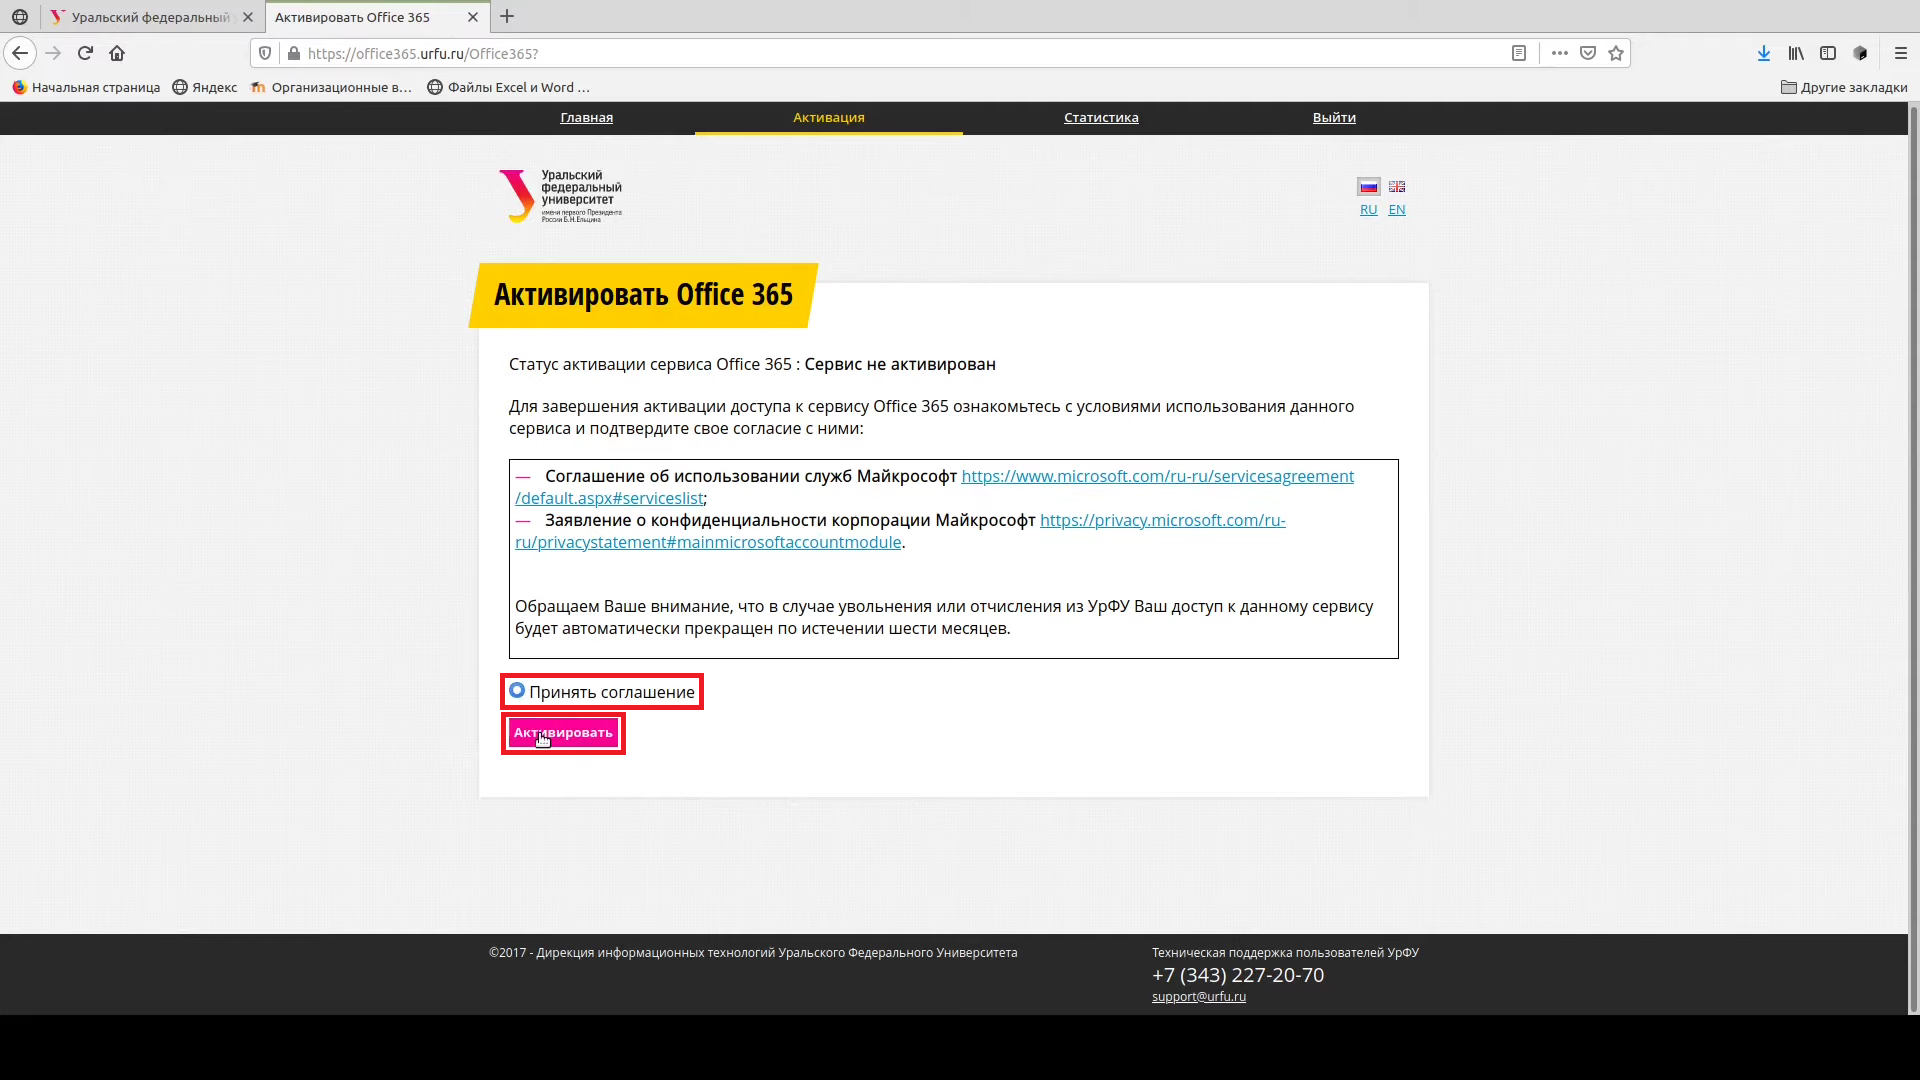 Уральский федеральный
Активировать Office 365
https://office365.urfu.ru/Office365?
Начальная страница
Яндекс
Организационные в…
Файлы Excel и Word …
Другие закладки
Главная
Активация
Статистика
Выйти
Уральский
федеральный
университет
имени первого Президента
России Б.Н.Ельцина
RU EN
Активировать Office 365
Статус активации сервиса Office 365 : Сервис не активирован
Для завершения активации доступа к сервису Office 365 ознакомьтесь с условиями использования данного
сервиса и подтвердите свое согласие с ними:
— Соглашение об использовании служб Майкрософт https://www.microsoft.com/ru-ru/servicesagreement
/default.aspx#serviceslist;
— Заявление о конфиденциальности корпорации Майкрософт https://privacy.microsoft.com/ru-
ru/privacystatement#mainmicrosoftaccountmodule.
Обращаем Ваше внимание, что в случае увольнения или отчисления из УрФУ Ваш доступ к данному сервису
будет автоматически прекращен по истечении шести месяцев.
Принять соглашение
Активировать
©2017 - Дирекция информационных технологий Уральского Федерального Университета
Техническая поддержка пользователей УрФУ
+7 (343) 227-20-70
support@urfu.ru